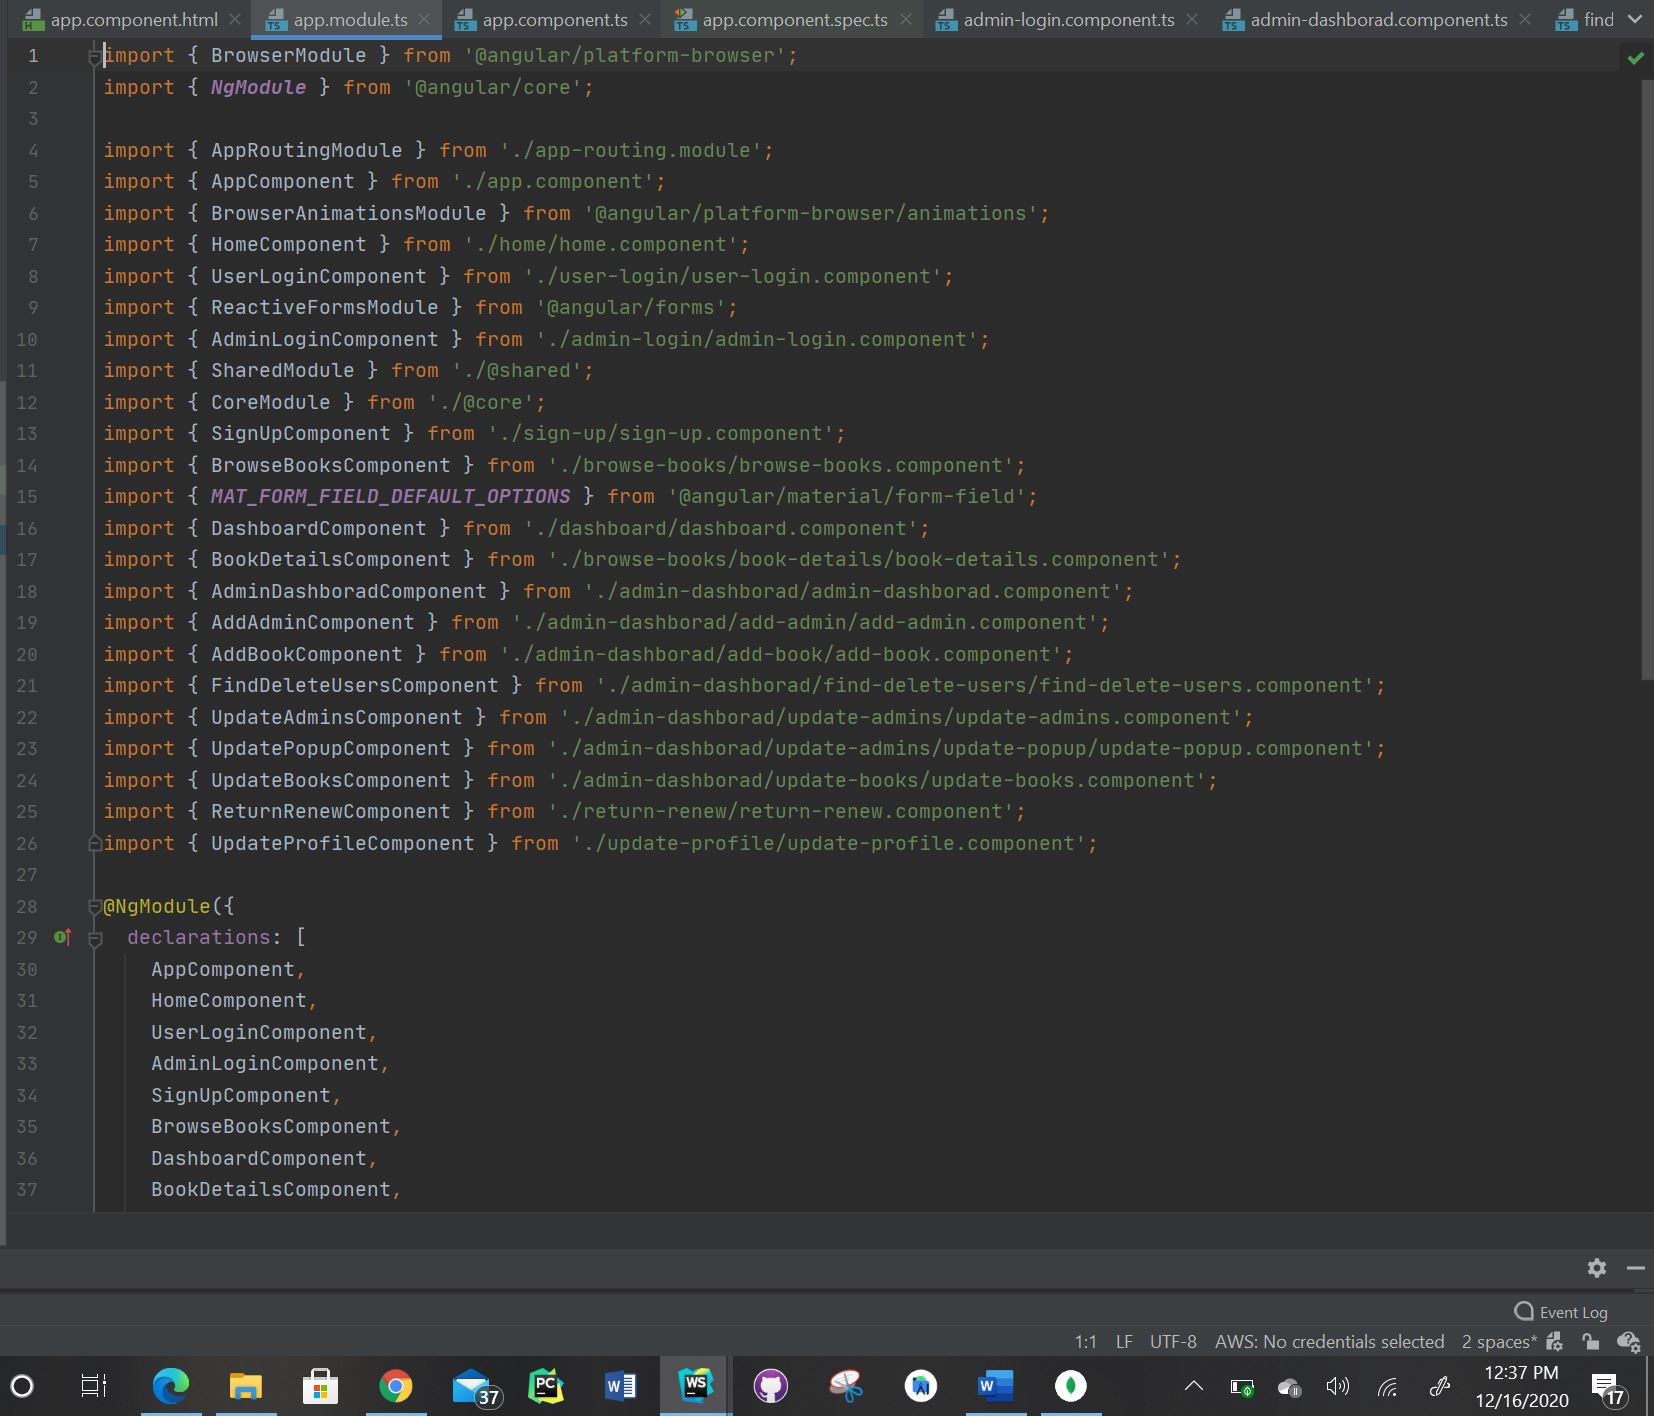 app.component.html app.module.ts app.component.ts app.component.spec.ts admin-login.component.ts admin-dashborad.component.ts find
1 import { BrowserModule } from '@angular/platform-browser';
2 import { NgModule } from '@angular/core';
3
4 import { AppRoutingModule } from './app-routing.module';
5 import { AppComponent } from './app.component';
6 import { BrowserAnimationsModule } from '@angular/platform-browser/animations';
7 import { HomeComponent } from './home/home.component';
8 import { UserLoginComponent } from './user-login/user-login.component';
9 import { ReactiveFormsModule } from '@angular/forms';
10 import { AdminLoginComponent } from './admin-login/admin-login.component';
11 import { SharedModule } from './@shared';
12 import { CoreModule } from './@core';
13 import { SignUpComponent } from './sign-up/sign-up.component';
14 import { BrowseBooksComponent } from './browse-books/browse-books.component';
15 import { MAT_FORM_FIELD_DEFAULT_OPTIONS } from '@angular/material/form-field';
16 import { DashboardComponent } from './dashboard/dashboard.component';
17 import { BookDetailsComponent } from './browse-books/book-details/book-details.component';
18 import { AdminDashboradComponent } from './admin-dashborad/admin-dashborad.component';
19 import { AddAdminComponent } from './admin-dashborad/add-admin/add-admin.component';
20 import { AddBookComponent } from './admin-dashborad/add-book/add-book.component';
21 import { FindDeleteUsersComponent } from './admin-dashborad/find-delete-users/find-delete-users.component';
22 import { UpdateAdminsComponent } from './admin-dashborad/update-admins/update-admins.component';
23 import { UpdatePopupComponent } from './admin-dashborad/update-admins/update-popup/update-popup.component';
24 import { UpdateBooksComponent } from './admin-dashborad/update-books/update-books.component';
25 import { ReturnRenewComponent } from './return-renew/return-renew.component';
26 import { UpdateProfileComponent } from './update-profile/update-profile.component';
27
28 @NgModule({
29 declarations: [
30 AppComponent,
31 HomeComponent,
32 UserLoginComponent,
33 AdminLoginComponent,
34 SignUpComponent,
35 BrowseBooksComponent,
36 DashboardComponent,
37 BookDetailsComponent,
Event Log
1:1 LF UTF-8 AWS: No credentials selected 2 spaces*
37 PC W WS AI W 12:37 PM
12/16/2020 17